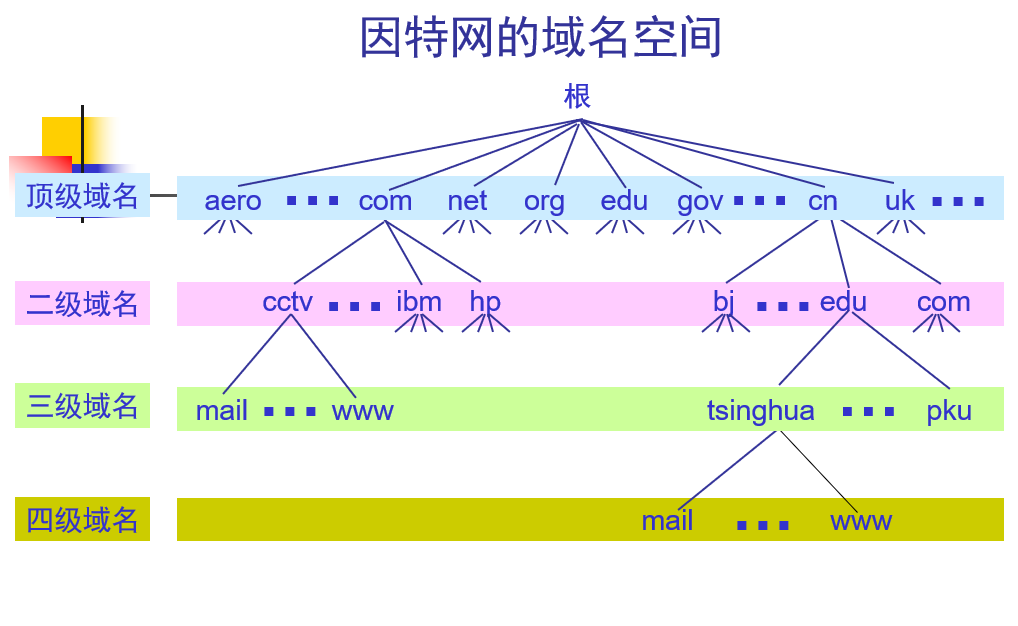 因特网的域名空间
根
顶级域名 aero … com net org edu gov … cn uk …
二级域名 cctv … ibm hp bj … edu com
三级域名 mail … www tsinghua … pku
四级域名 mail … www